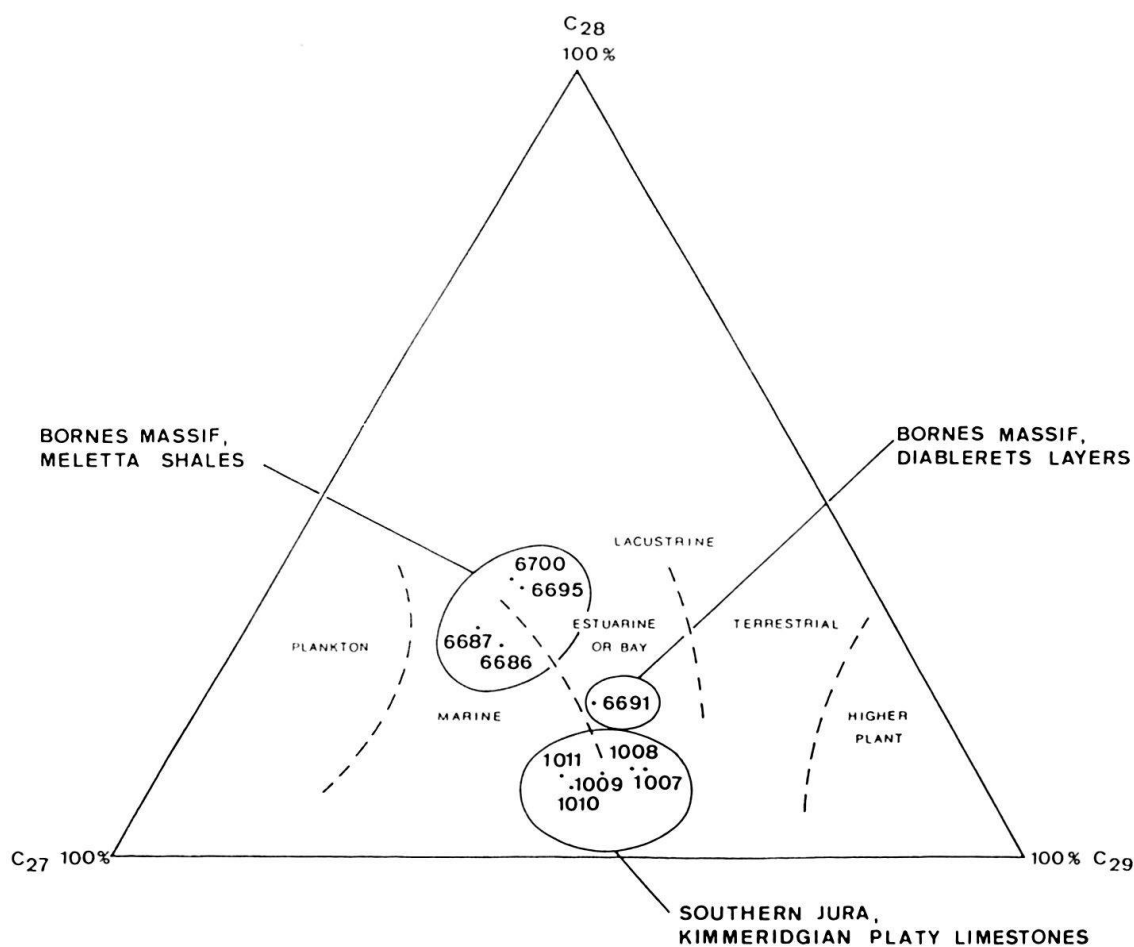 C28
100%
BORNES MASSIF,
MELETTA SHALES
BORNES MASSIF,
DIABLERETS LAYERS
LACUSTRINE
6700
6695
ESTUARINE
OR BAY
TERRESTRIAL
PLANKTON
6687
6686
6691
MARINE
HIGHER
PLANT
1011
1008
1009
1007
1010
C27 100%
100% C29
SOUTHERN JURA,
KIMMERIDGIAN PLATY LIMESTONES